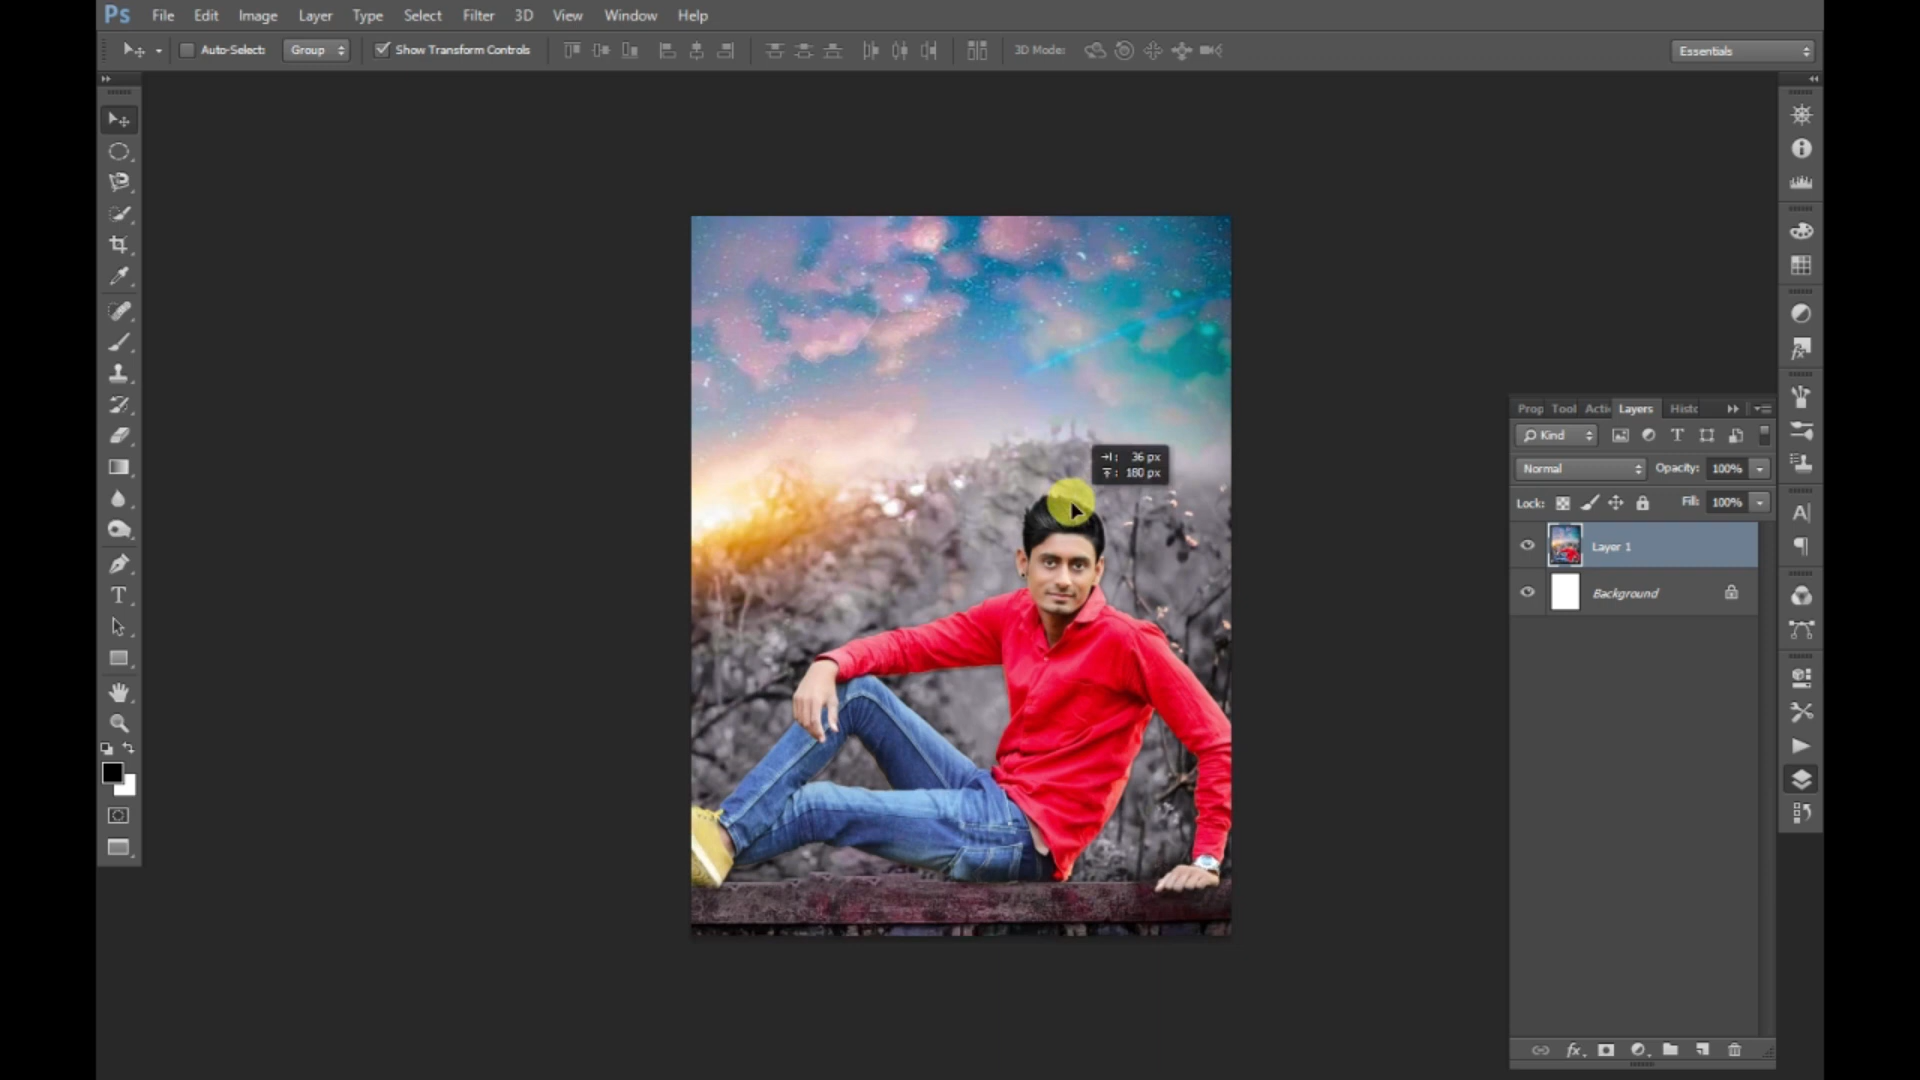 Ps File Edit Image Layer Type Select Filter 3D View Window Help
Auto-Select: Group Show Transform Controls 3D Mode: Essentials
Prop Tool Acti Layers Histo
Kind
Normal Opacity: 100%
Lock: Fill: 100%
→I: 36 px
180 px
Layer 1
Background